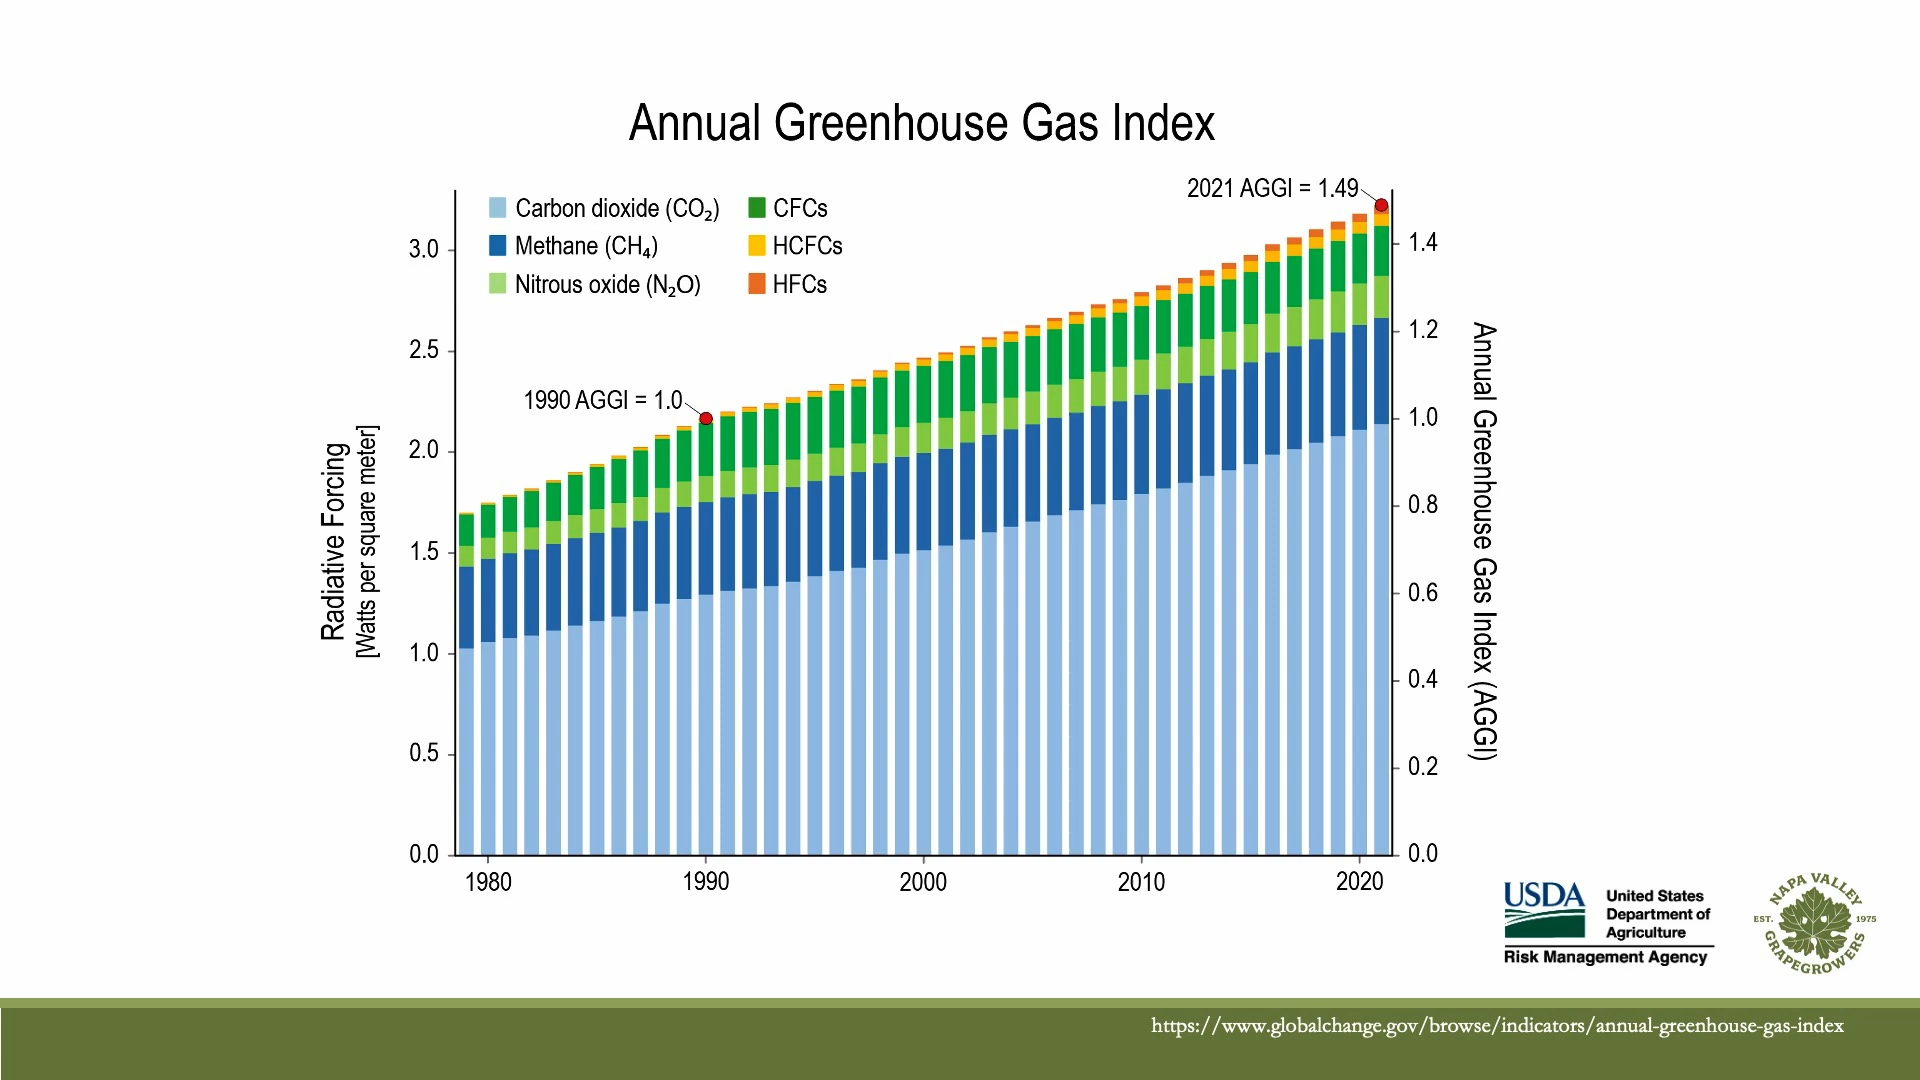 Annual Greenhouse Gas Index
Carbon dioxide (CO₂)
Methane (CH₄)
Nitrous oxide (N₂O)
CFCs
HCFCs
HFCs
2021 AGGI = 1.49
1990 AGGI = 1.0
Radiative Forcing
[Watts per square meter]
3.0
2.5
2.0
1.5
1.0
0.5
0.0
1980
1990
2000
2010
2020
1.4
1.2
1.0
0.8
0.6
0.4
0.2
0.0
Annual Greenhouse Gas Index (AGGI)
USDA
United States
Department of
Agriculture
Risk Management Agency
NAPA VALLEY
EST. 1975
GRAPEGROWERS
https://www.globalchange.gov/browse/indicators/annual-greenhouse-gas-index